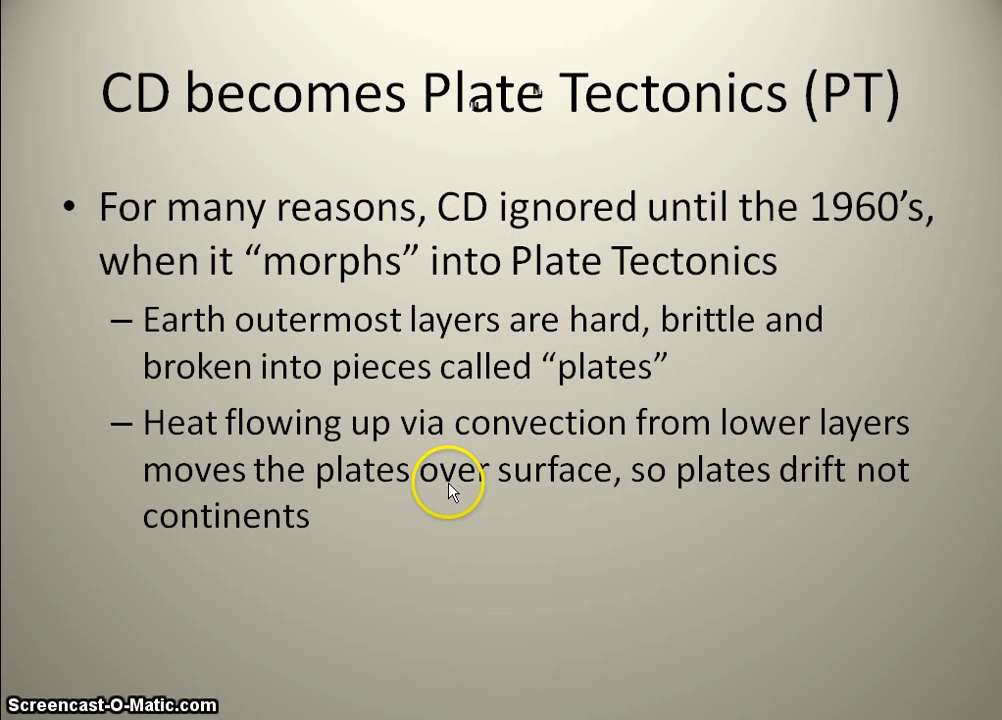 CD becomes Plate Tectonics (PT)
• For many reasons, CD ignored until the 1960’s,
when it “morphs” into Plate Tectonics
– Earth outermost layers are hard, brittle and
broken into pieces called “plates”
– Heat flowing up via convection from lower layers
moves the plates over surface, so plates drift not
continents
Screencast-O-Matic.com